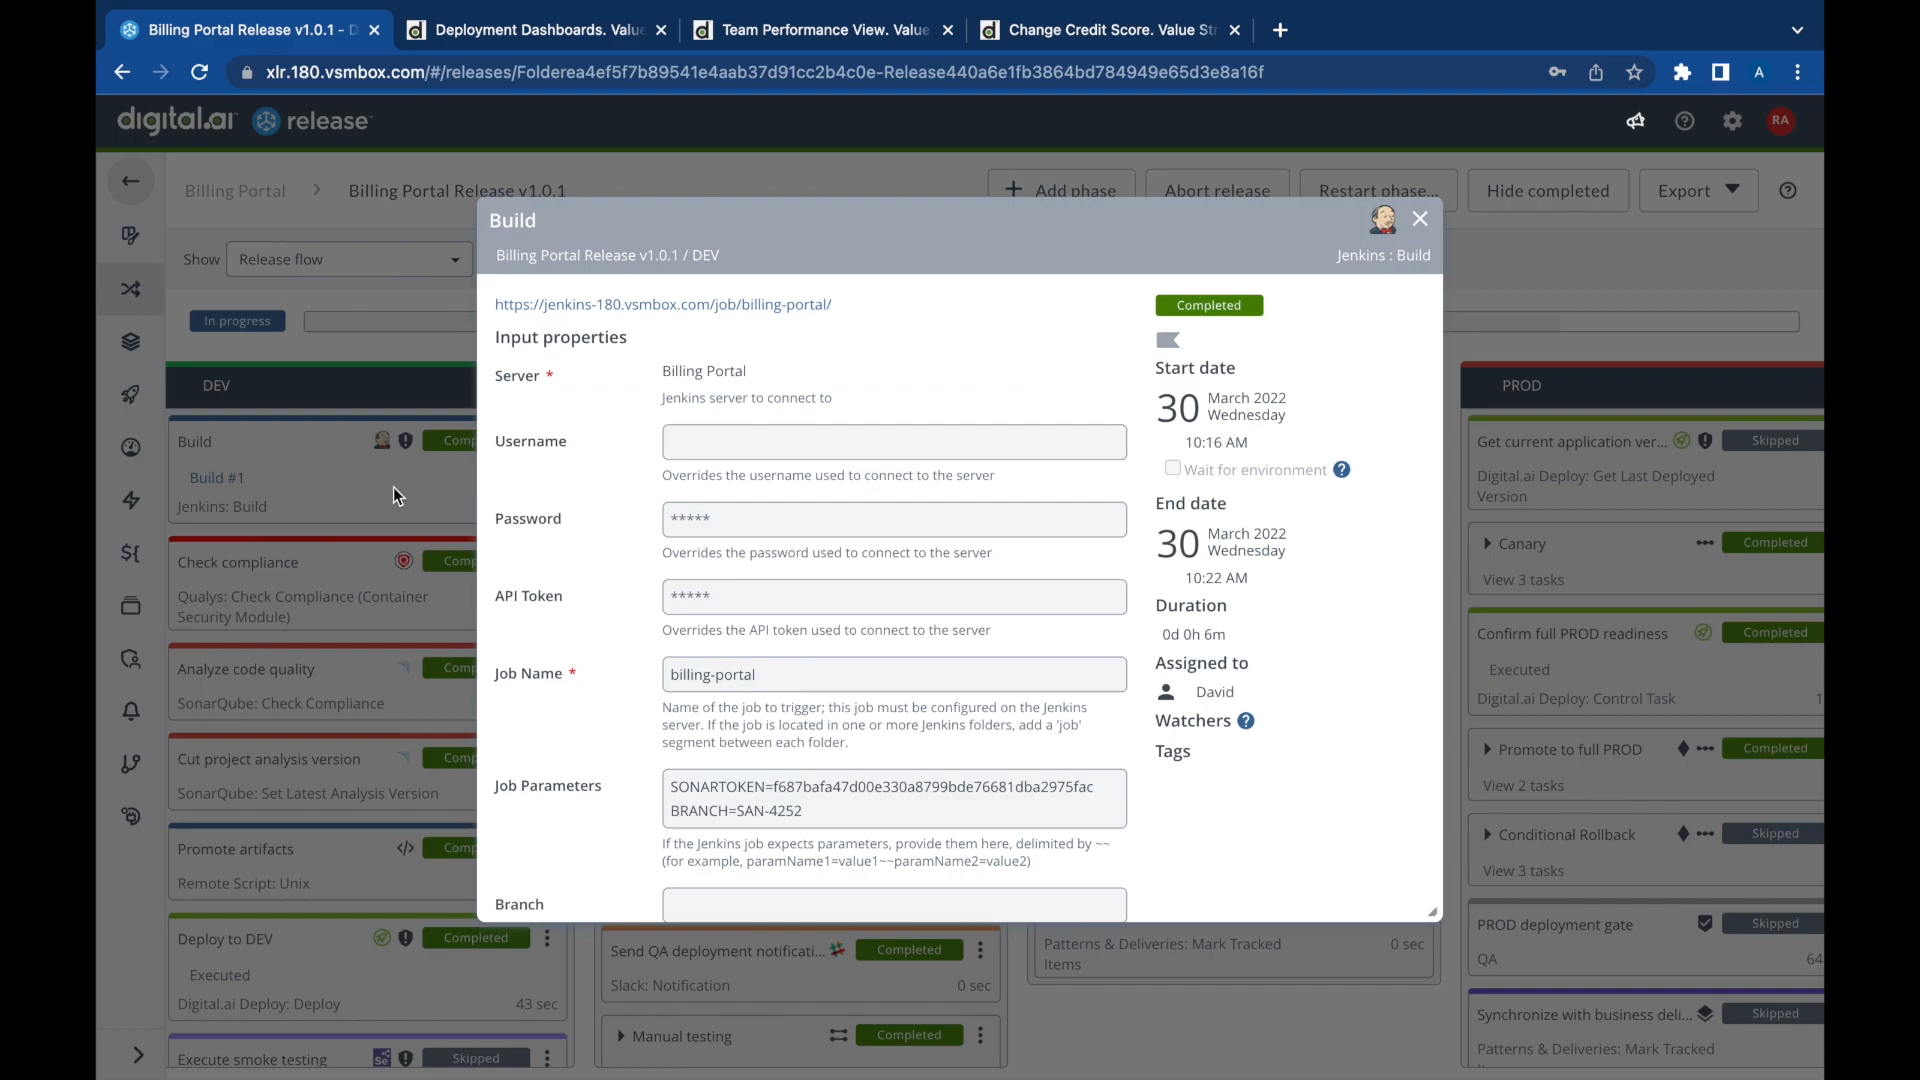 Billing Portal Release v1.0.1 - D
Deployment Dashboards. Value
Team Performance View. Value
Change Credit Score. Value Str
xlr.180.vsmbox.com/#/releases/Folderea4ef5f7b89541e4aab37d91cc2b4c0e-Release440a6e1fb3864bd784949e65d3e8a16f
A
digital.ai release
RA
Billing Portal > Billing Portal Release v1.0.1
+ Add phase
Abort release
Restart phase...
Hide completed
Export
Show
Release flow
In progress
DEV
Build
Comp
Build #1
Jenkins: Build
Check compliance
Comp
Qualys: Check Compliance (Container
Security Module)
Analyze code quality
Comp
SonarQube: Check Compliance
Cut project analysis version
Comp
SonarQube: Set Latest Analysis Version
Promote artifacts
</>
Comp
Remote Script: Unix
Deploy to DEV
Completed
Executed
Digital.ai Deploy: Deploy
43 sec
Execute smoke testing
Se
Skipped
Build
Billing Portal Release v1.0.1 / DEV
Jenkins : Build
https://jenkins-180.vsmbox.com/job/billing-portal/
Input properties
Server *
Billing Portal
Jenkins server to connect to
Username
Overrides the username used to connect to the server
Password
*****
Overrides the password used to connect to the server
API Token
*****
Overrides the API token used to connect to the server
Job Name *
billing-portal
Name of the job to trigger; this job must be configured on the Jenkins
server. If the job is located in one or more Jenkins folders, add a 'job'
segment between each folder.
Job Parameters
SONARTOKEN=f687bafa47d00e330a8799bde76681dba2975fac
BRANCH=SAN-4252
If the Jenkins job expects parameters, provide them here, delimited by ~~
(for example, paramName1=value1~~paramName2=value2)
Branch
Completed
Start date
30
March 2022
Wednesday
10:16 AM
Wait for environment
End date
30
March 2022
Wednesday
10:22 AM
Duration
0d 0h 6m
Assigned to
David
Watchers
Tags
Send QA deployment notificati...
Completed
Slack: Notification
0 sec
Manual testing
Completed
Patterns & Deliveries: Mark Tracked
Items
0 sec
PROD
Get current application ver...
Skipped
Digital.ai Deploy: Get Last Deployed
Version
Canary
Completed
View 3 tasks
Confirm full PROD readiness
Completed
Executed
Digital.ai Deploy: Control Task
1
Promote to full PROD
Completed
View 2 tasks
Conditional Rollback
Skipped
View 3 tasks
PROD deployment gate
Skipped
QA
64
Synchronize with business deli...
Skipped
Patterns & Deliveries: Mark Tracked